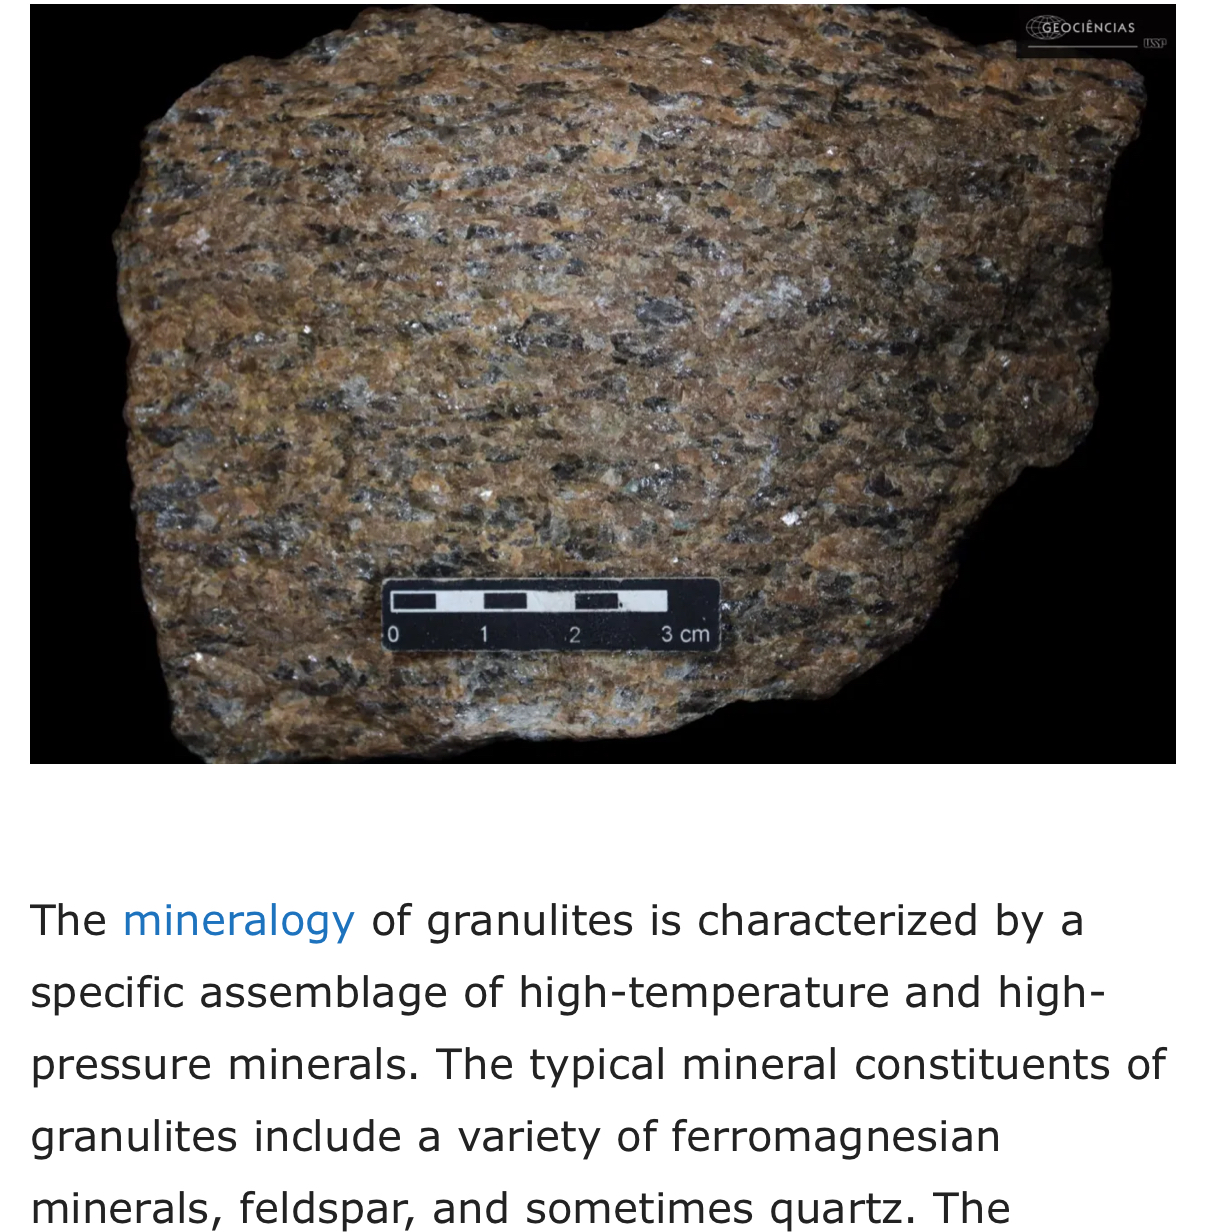 GEOCIÊNCIAS
USP
0 1 2 3 cm
The mineralogy of granulites is characterized by a
specific assemblage of high-temperature and high-
pressure minerals. The typical mineral constituents of
granulites include a variety of ferromagnesian
minerals, feldspar, and sometimes quartz. The